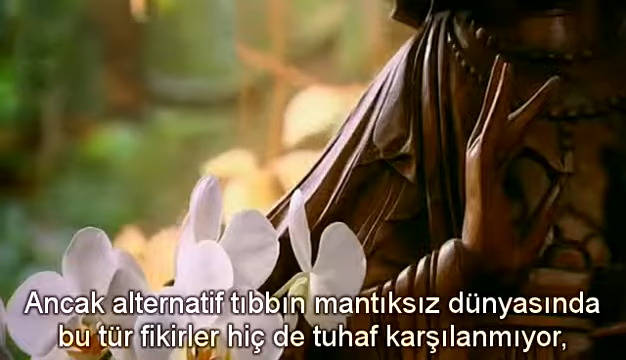 Ancak alternatif tıbbın mantıksız dünyasında
bu tür fikirler hiç de tuhaf karşılanmıyor,